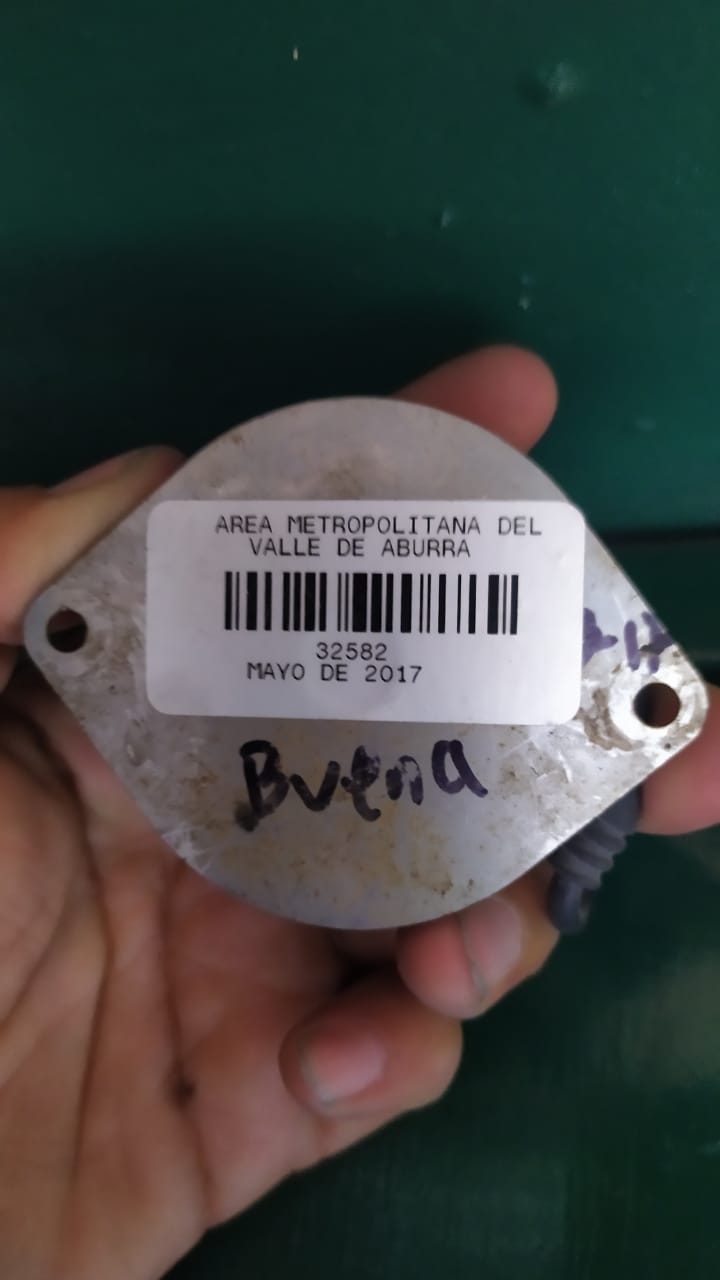 AREA METROPOLITANA DEL
VALLE DE ABURRA
32582
MAYO DE 2017
Buena